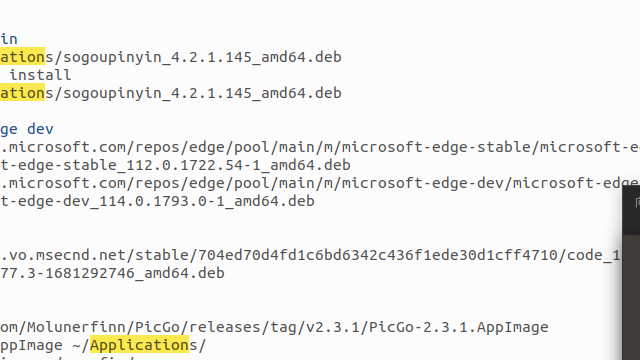 in
ations/sogoupinyin_4.2.1.145_amd64.deb
install
ations/sogoupinyin_4.2.1.145_amd64.deb
ge dev
.microsoft.com/repos/edge/pool/main/m/microsoft-edge-stable/microsoft-e
t-edge-stable_112.0.1722.54-1_amd64.deb
.microsoft.com/repos/edge/pool/main/m/microsoft-edge-dev/microsoft-edge
t-edge-dev_114.0.1793.0-1_amd64.deb
.vo.msecnd.net/stable/704ed70d4fd1c6bd6342c436f1ede30d1cff4710/code_1
77.3-1681292746_amd64.deb
om/Molunerfinn/PicGo/releases/tag/v2.3.1/PicGo-2.3.1.AppImage
ppImage ~/Applications/